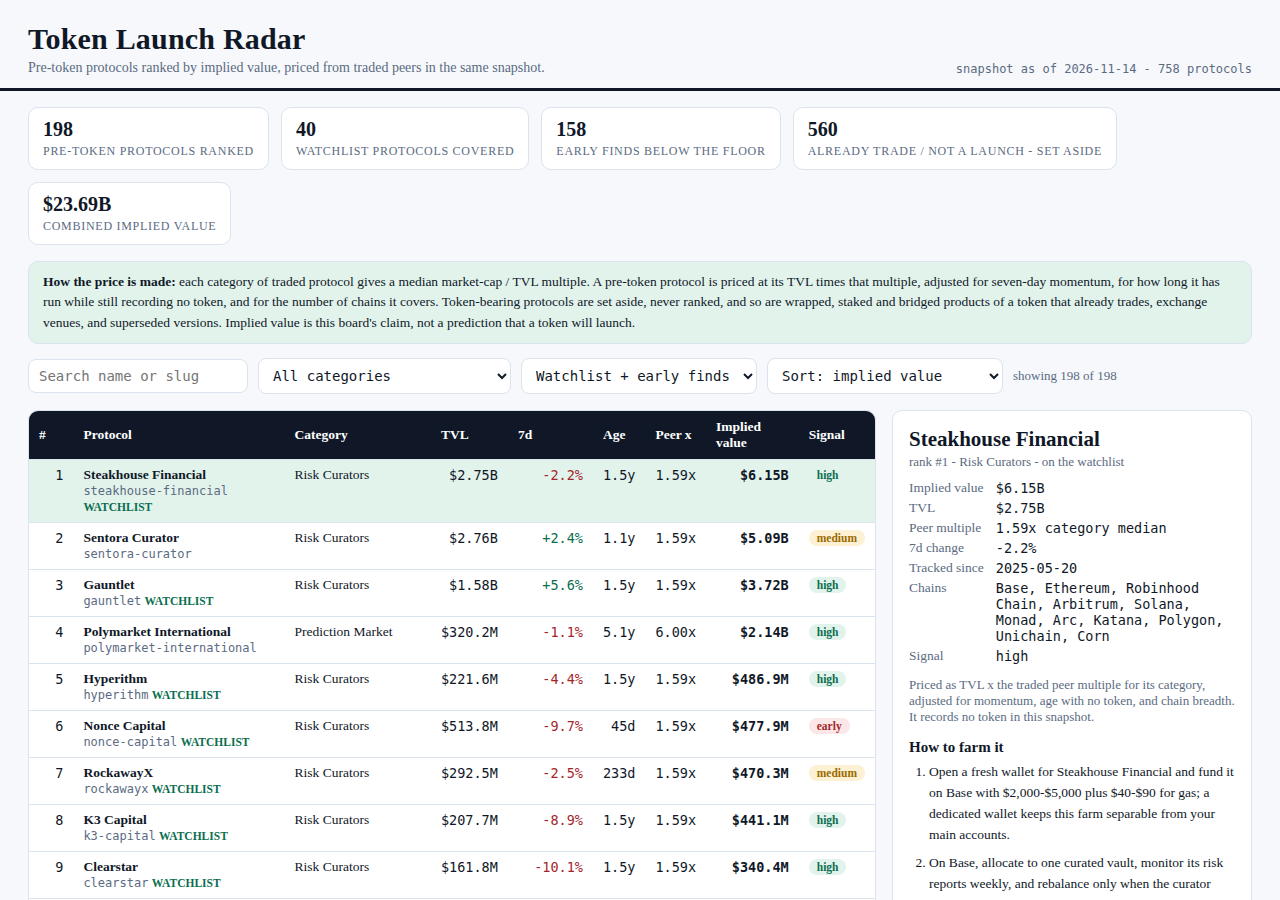 Token Launch Radar
Pre-token protocols ranked by implied value, priced from traded peers in the same snapshot.
snapshot as of 2026-11-14 - 758 protocols
198
PRE-TOKEN PROTOCOLS RANKED
40
WATCHLIST PROTOCOLS COVERED
158
EARLY FINDS BELOW THE FLOOR
560
ALREADY TRADE / NOT A LAUNCH - SET ASIDE
$23.69B
COMBINED IMPLIED VALUE
How the price is made: each category of traded protocol gives a median market-cap / TVL multiple. A pre-token protocol is priced at its TVL times that multiple, adjusted for seven-day momentum, for how long it has
run while still recording no token, and for the number of chains it covers. Token-bearing protocols are set aside, never ranked, and so are wrapped, staked and bridged products of a token that already trades, exchange
venues, and superseded versions. Implied value is this board's claim, not a prediction that a token will launch.
Search name or slug
All categories
Watchlist + early finds
Sort: implied value
showing 198 of 198
# Protocol Category TVL 7d Age Peer x Implied value Signal
1 Steakhouse Financial Risk Curators $2.75B -2.2% 1.5y 1.59x $6.15B high
steakhouse-financial
WATCHLIST
2 Sentora Curator Risk Curators $2.76B +2.4% 1.1y 1.59x $5.09B medium
sentora-curator
3 Gauntlet Risk Curators $1.58B +5.6% 1.5y 1.59x $3.72B high
gauntlet WATCHLIST
4 Polymarket International Prediction Market $320.2M -1.1% 5.1y 6.00x $2.14B high
polymarket-international
5 Hyperithm Risk Curators $221.6M -4.4% 1.5y 1.59x $486.9M high
hyperithm WATCHLIST
6 Nonce Capital Risk Curators $513.8M -9.7% 45d 1.59x $477.9M early
nonce-capital WATCHLIST
7 RockawayX Risk Curators $292.5M -2.5% 233d 1.59x $470.3M medium
rockawayx WATCHLIST
8 K3 Capital Risk Curators $207.7M -8.9% 1.5y 1.59x $441.1M high
k3-capital WATCHLIST
9 Clearstar Risk Curators $161.8M -10.1% 1.5y 1.59x $340.4M high
clearstar WATCHLIST
Steakhouse Financial
rank #1 - Risk Curators - on the watchlist
Implied value $6.15B
TVL $2.75B
Peer multiple 1.59x category median
7d change -2.2%
Tracked since 2025-05-20
Chains Base, Ethereum, Robinhood
Chain, Arbitrum, Solana,
Monad, Arc, Katana, Polygon,
Unichain, Corn
Signal high
Priced as TVL x the traded peer multiple for its category,
adjusted for momentum, age with no token, and chain breadth.
It records no token in this snapshot.
How to farm it
1. Open a fresh wallet for Steakhouse Financial and fund it
on Base with $2,000-$5,000 plus $40-$90 for gas; a
dedicated wallet keeps this farm separate from your
main accounts.
2. On Base, allocate to one curated vault, monitor its risk
reports weekly, and rebalance only when the curator